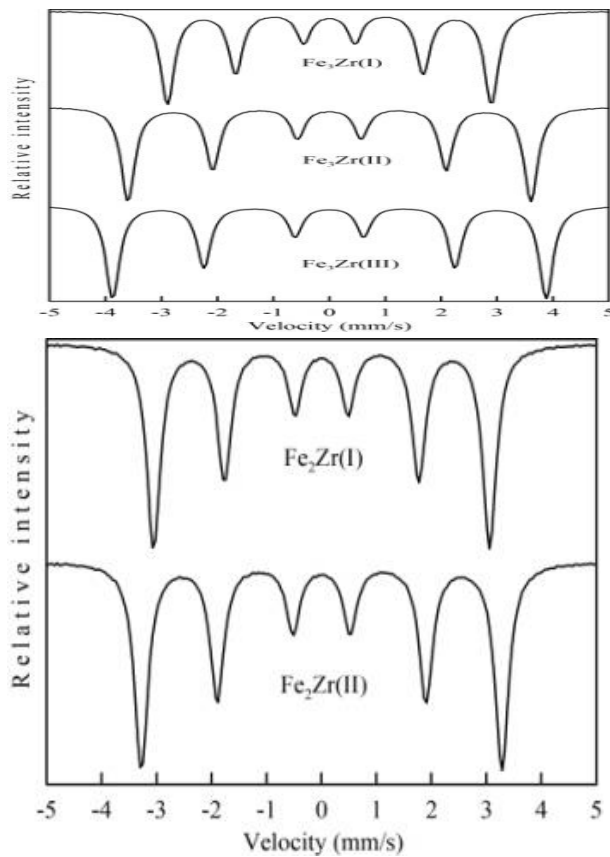 Relative intensity
Fe₃Zr(I)
Fe₃Zr(II)
Fe₃Zr(III)
-5 -4 -3 -2 -1 0 1 2 3 4 5
Velocity (mm/s)
Relative intensity
Fe₂Zr(I)
Fe₂Zr(II)
-5 -4 -3 -2 -1 0 1 2 3 4 5
Velocity (mm/s)